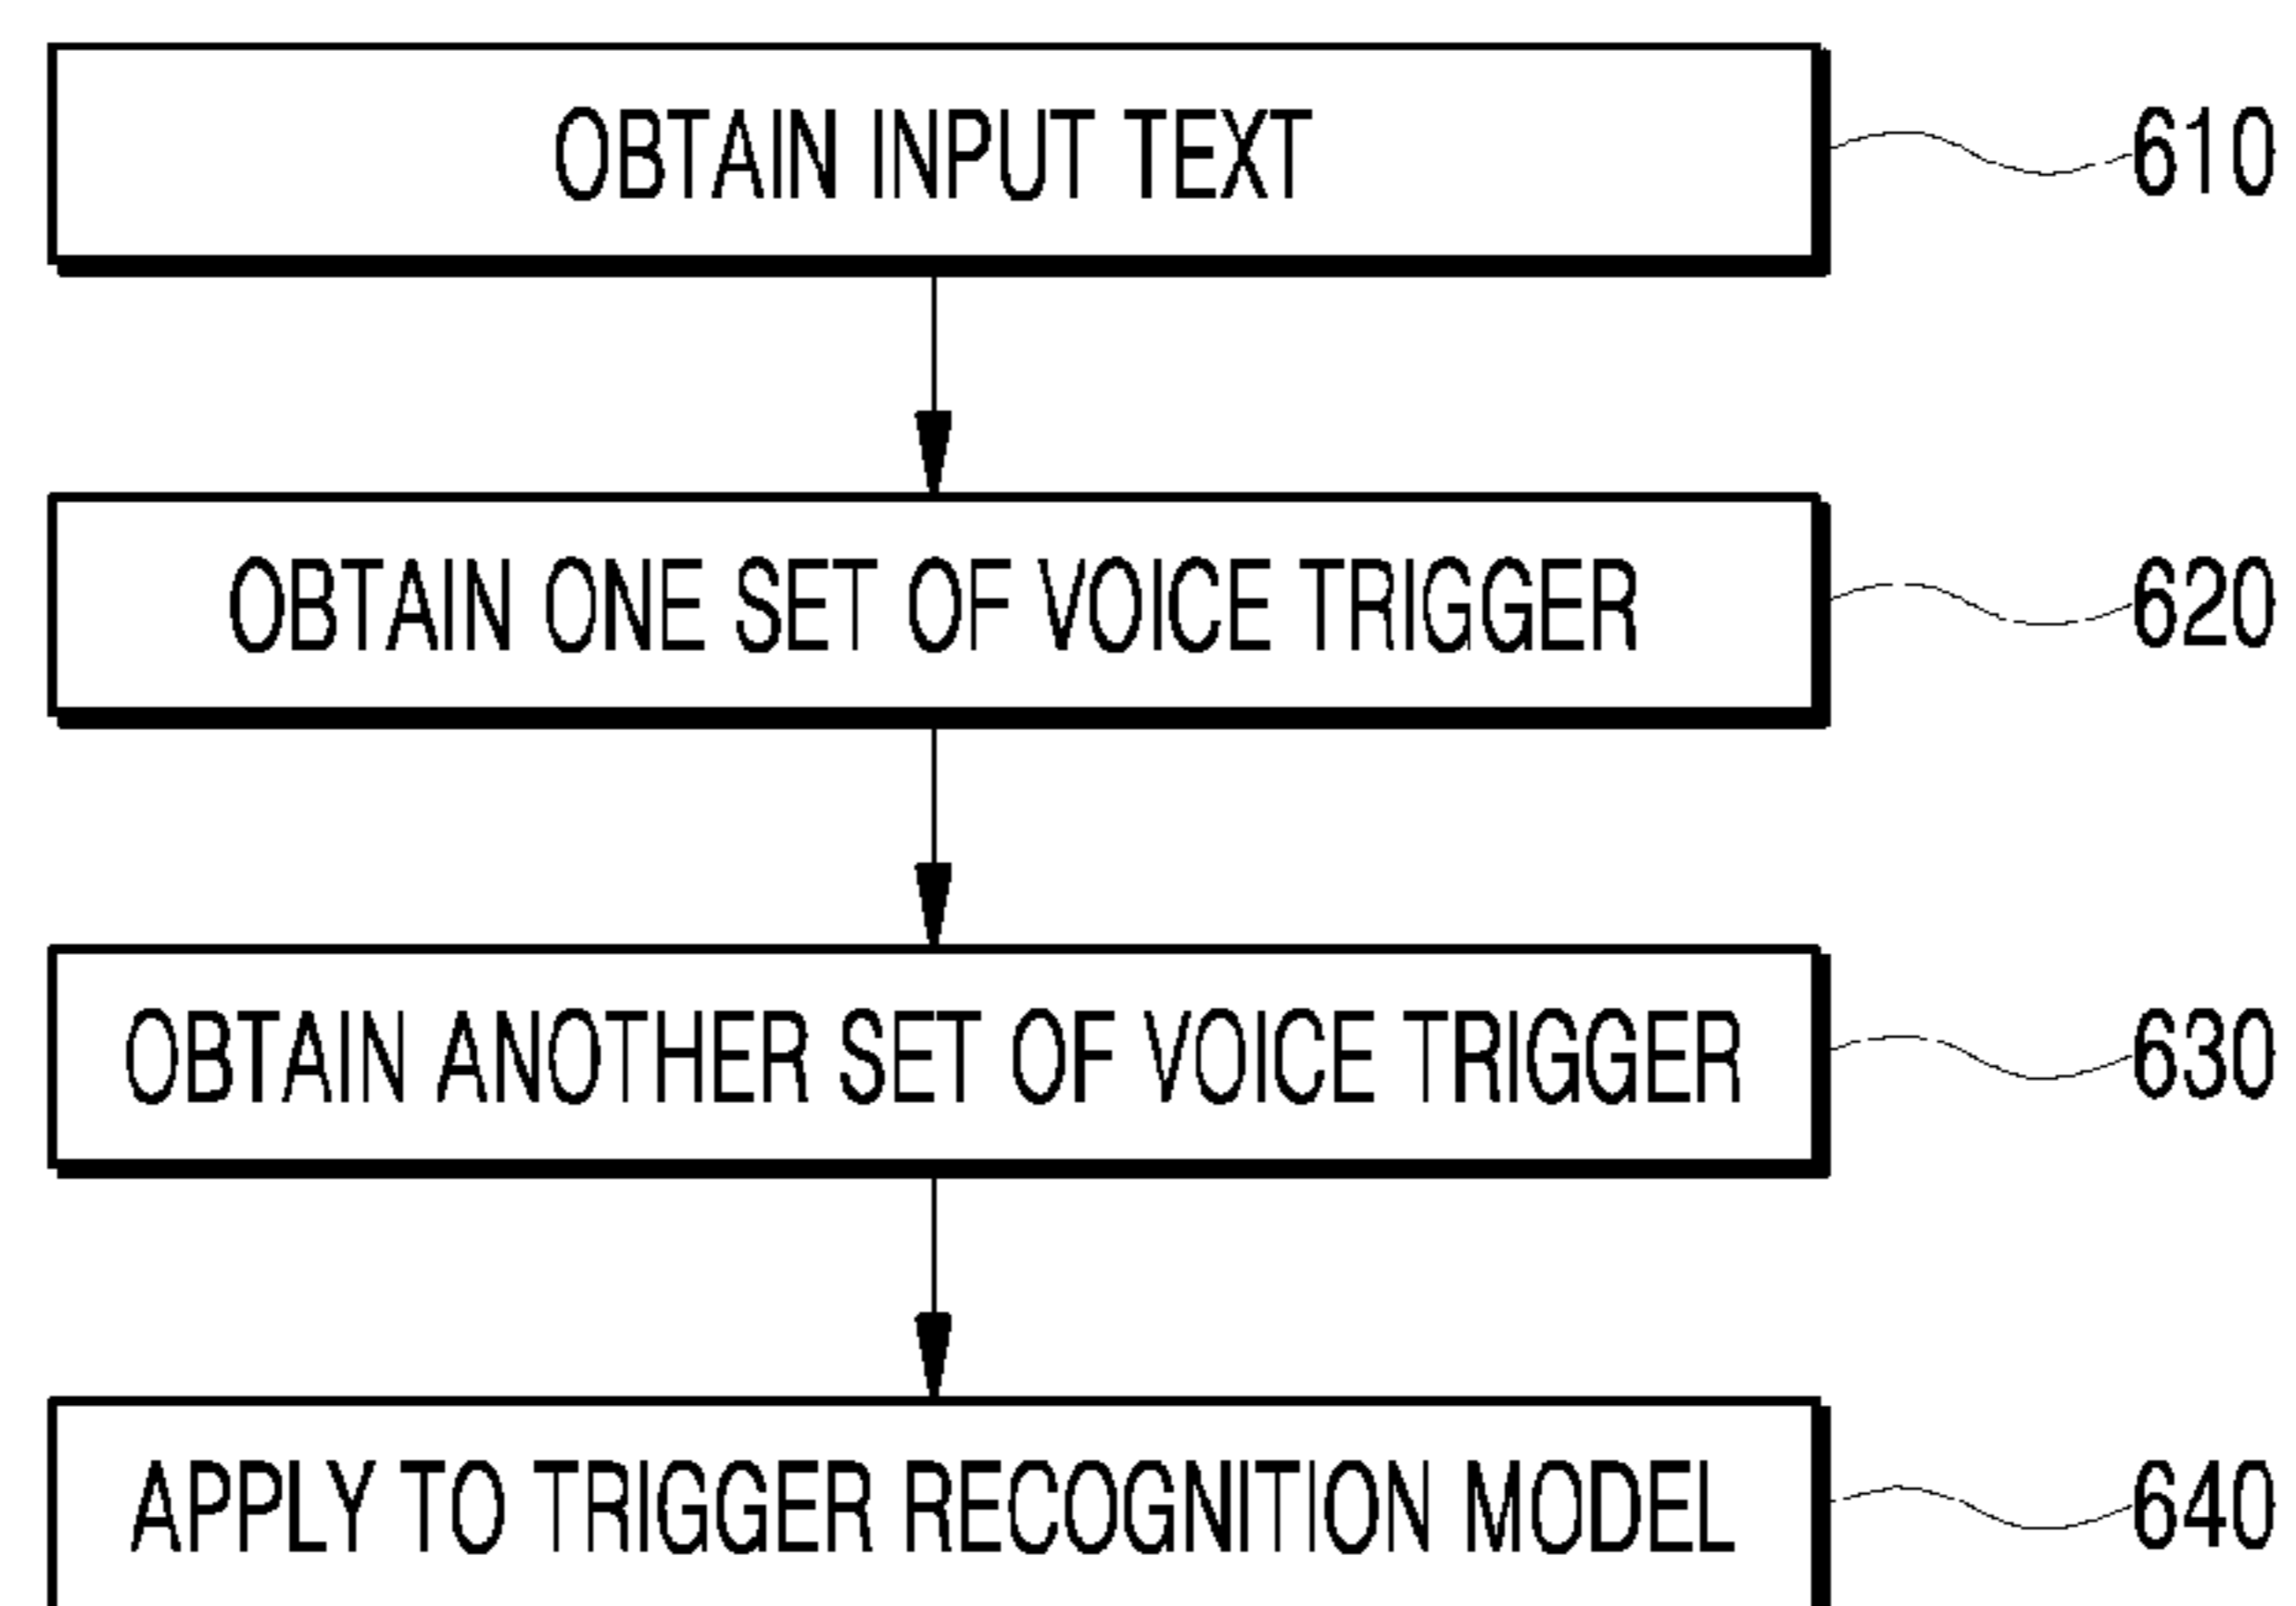 OBTAIN INPUT TEXT 610
OBTAIN ONE SET OF VOICE TRIGGER 620
OBTAIN ANOTHER SET OF VOICE TRIGGER 630
APPLY TO TRIGGER RECOGNITION MODEL 640